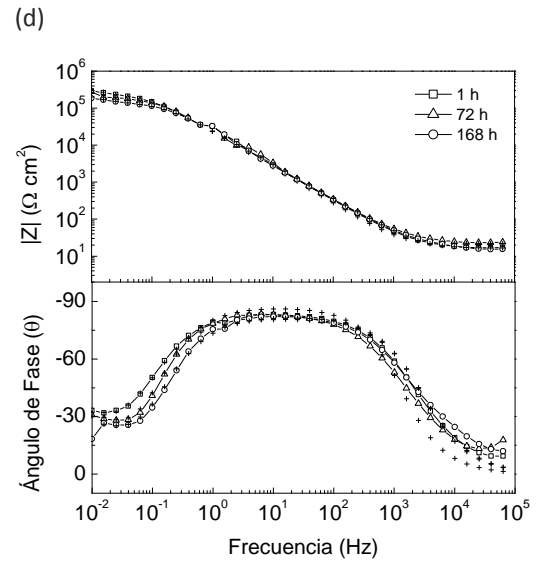 (d)
10^6
10^5
10^4
10^3
10^2
10^1
|Z| (Ω cm^2)
1 h
72 h
168 h
-90
-60
-30
0
Ángulo de Fase (θ)
10^-2 10^-1 10^0 10^1 10^2 10^3 10^4 10^5
Frecuencia (Hz)